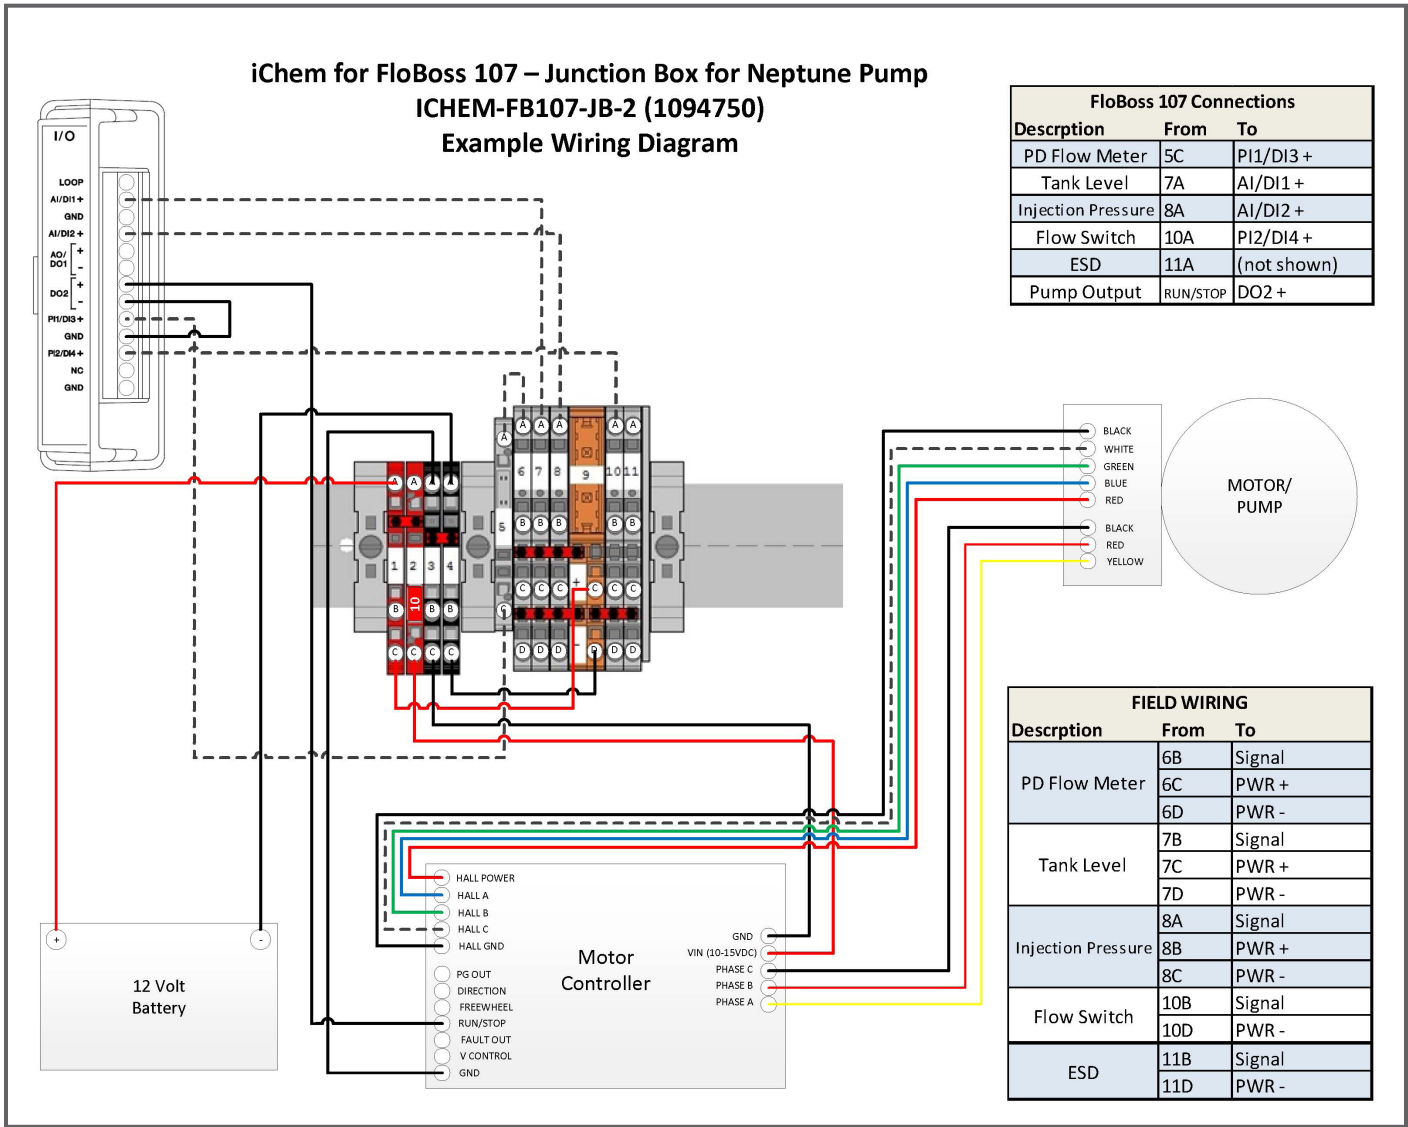 iChem for FloBoss 107 – Junction Box for Neptune Pump
ICHEM-FB107-JB-2 (1094750)
Example Wiring Diagram
FloBoss 107 Connections
Descrption From To
PD Flow Meter 5C PI1/DI3 +
Tank Level 7A AI/DI1 +
Injection Pressure 8A AI/DI2 +
Flow Switch 10A PI2/DI4 +
ESD 11A (not shown)
Pump Output RUN/STOP DO2 +
I/O
LOOP
AI/DI1 +
GND
AI/DI2 +
AO/ DO1 + -
DO2 + -
PI1/DI3 +
GND
PI2/DI4 +
NC
GND
A A A A
1 2 3 4
10
B B B B
C C C C
A
5
C
A A A A A
6 7 8 9 10 11
B B B B B
+
C C C C C C
-
D D D D D D
BLACK
WHITE
GREEN
BLUE
RED
BLACK
RED
YELLOW
MOTOR/
PUMP
FIELD WIRING
Descrption From To
PD Flow Meter
6B Signal
6C PWR +
6D PWR -
Tank Level
7B Signal
7C PWR +
7D PWR -
Injection Pressure
8A Signal
8B PWR +
8C PWR -
Flow Switch
10B Signal
10D PWR -
ESD
11B Signal
11D PWR -
+ -
12 Volt
Battery
HALL POWER
HALL A
HALL B
HALL C
HALL GND
PG OUT
DIRECTION
FREEWHEEL
RUN/STOP
FAULT OUT
V CONTROL
GND
Motor
Controller
GND
VIN (10-15VDC)
PHASE C
PHASE B
PHASE A